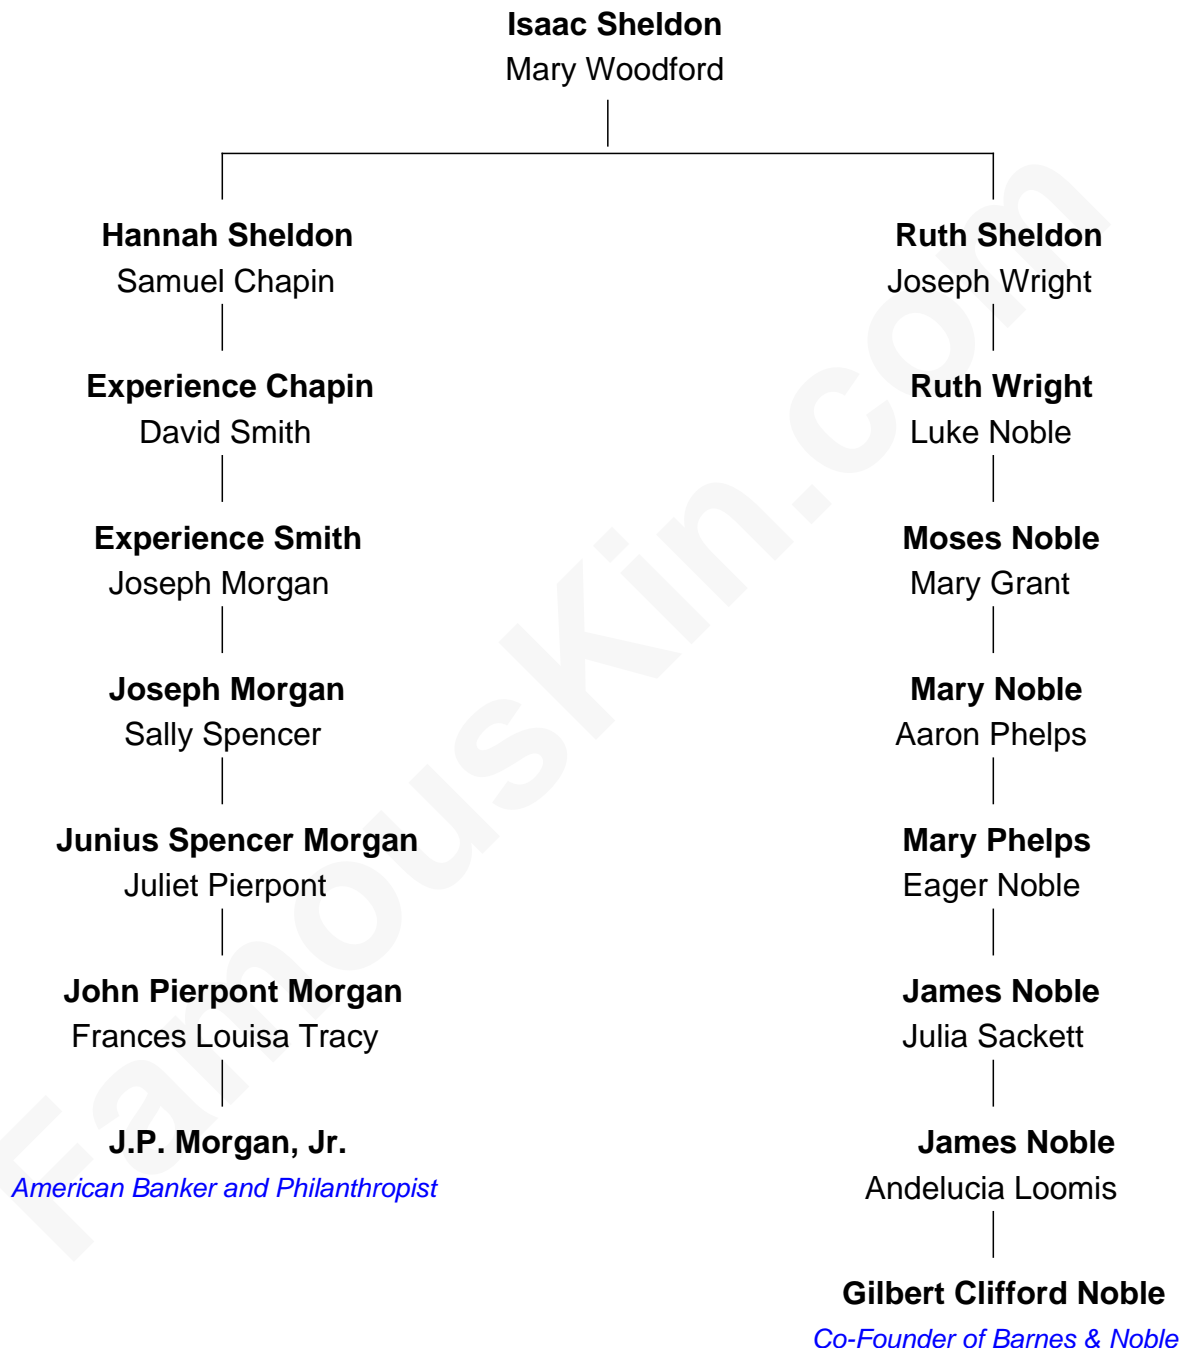 Isaac Sheldon
Mary Woodford
Hannah Sheldon
Samuel Chapin
Ruth Sheldon
Joseph Wright
Experience Chapin
David Smith
Ruth Wright
Luke Noble
Experience Smith
Joseph Morgan
Moses Noble
Mary Grant
Joseph Morgan
Sally Spencer
Mary Noble
Aaron Phelps
Junius Spencer Morgan
Juliet Pierpont
Mary Phelps
Eager Noble
John Pierpont Morgan
Frances Louisa Tracy
James Noble
Julia Sackett
J.P. Morgan, Jr.
American Banker and Philanthropist
James Noble
Andelucia Loomis
Gilbert Clifford Noble
Co-Founder of Barnes & Noble
FamousKin.com